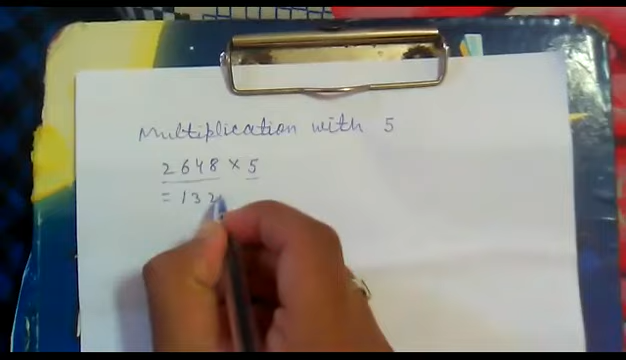 Multiplication with 5
2648 × 5
= 132